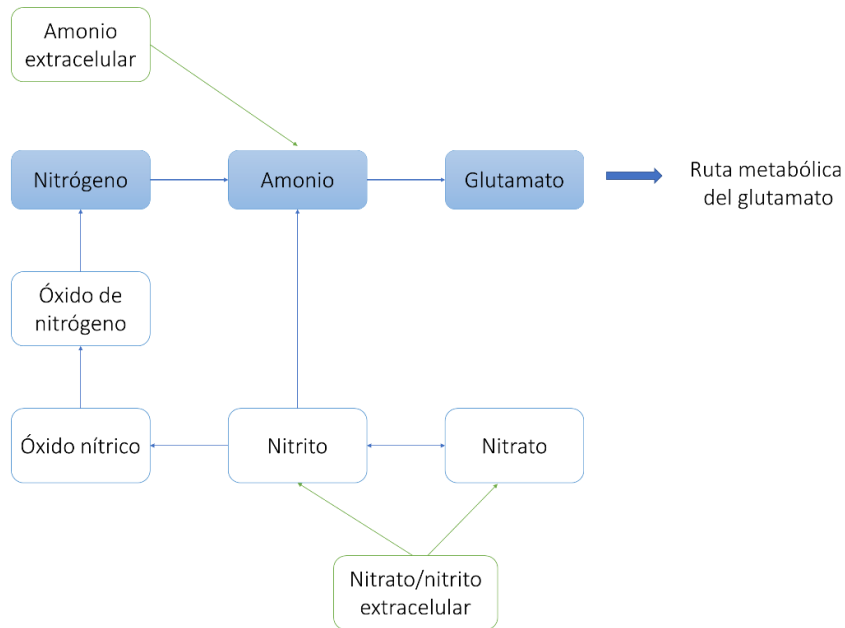 Amonio
extracelular
Nitrógeno
Amonio
Glutamato
Ruta metabólica
del glutamato
Óxido de
nitrógeno
Óxido nítrico
Nitrito
Nitrato
Nitrato/nitrito
extracelular